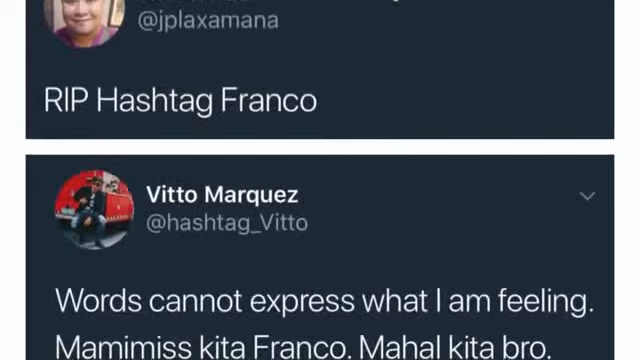 @jplaxamana
RIP Hashtag Franco
Vitto Marquez
@hashtag_Vitto
Words cannot express what I am feeling.
Mamimiss kita Franco. Mahal kita bro.